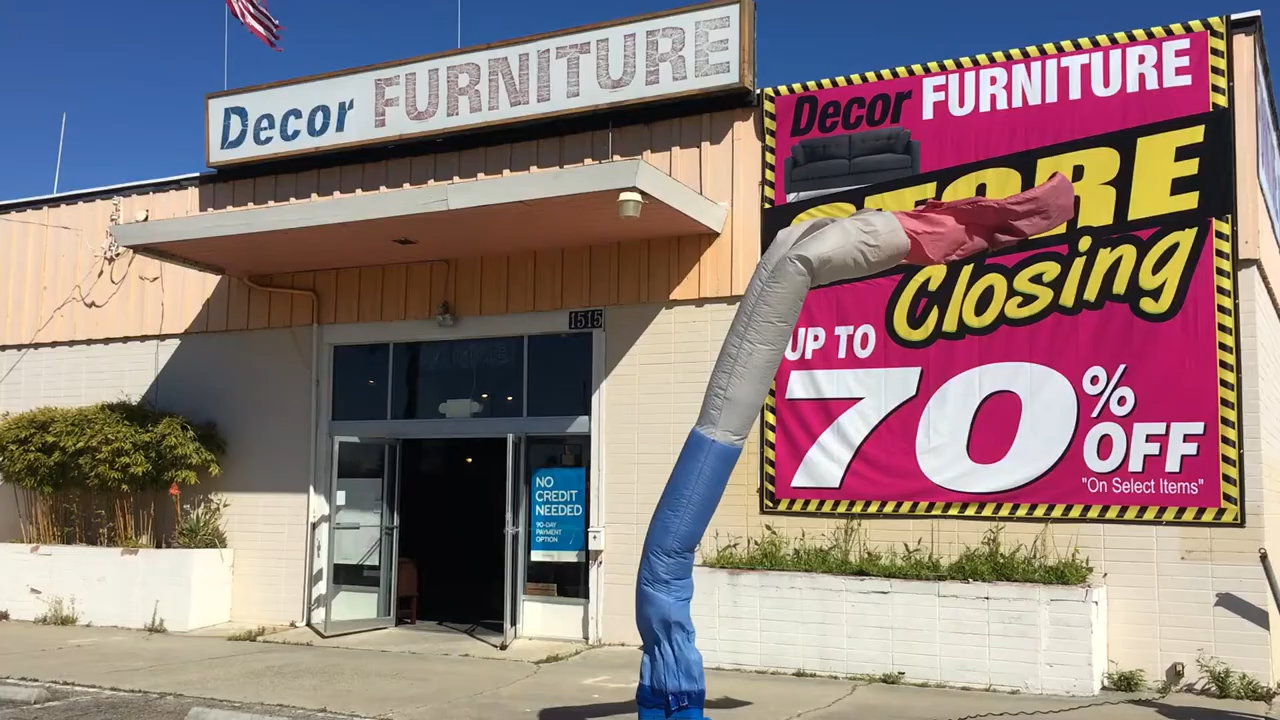 Decor FURNITURE
Decor FURNITURE
STORE
Closing
UP TO
70% OFF
"On Select Items"
1515
NO
CREDIT
NEEDED
90-DAY
PAYMENT
OPTION